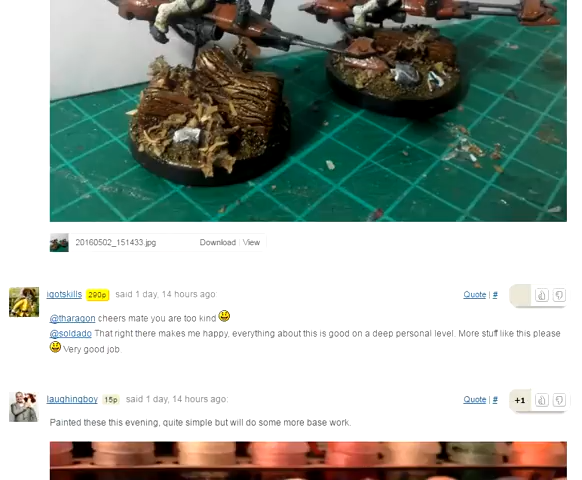 20160502_151433.jpg Download | View
igotskills 290p said 1 day, 14 hours ago: Quote | #
@tharagon cheers mate you are too kind
@soldado That right there makes me happy, everything about this is good on a deep personal level. More stuff like this please
Very good job.
laughingboy 15p said 1 day, 14 hours ago: Quote | # +1
Painted these this evening, quite simple but will do some more base work.